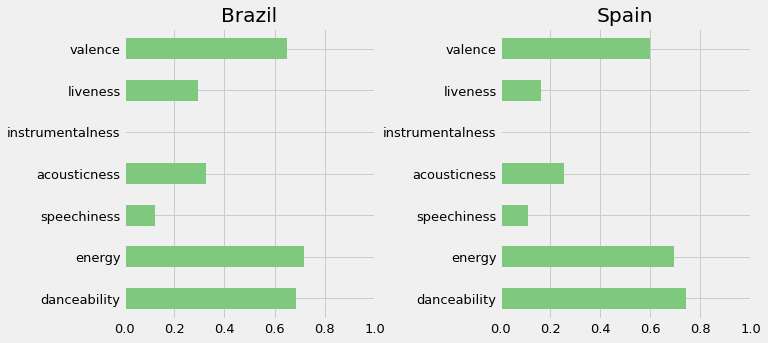 Brazil
valence
liveness
instrumentalness
acousticness
speechiness
energy
danceability
0.0 0.2 0.4 0.6 0.8 1.0
Spain
valence
liveness
instrumentalness
acousticness
speechiness
energy
danceability
0.0 0.2 0.4 0.6 0.8 1.0